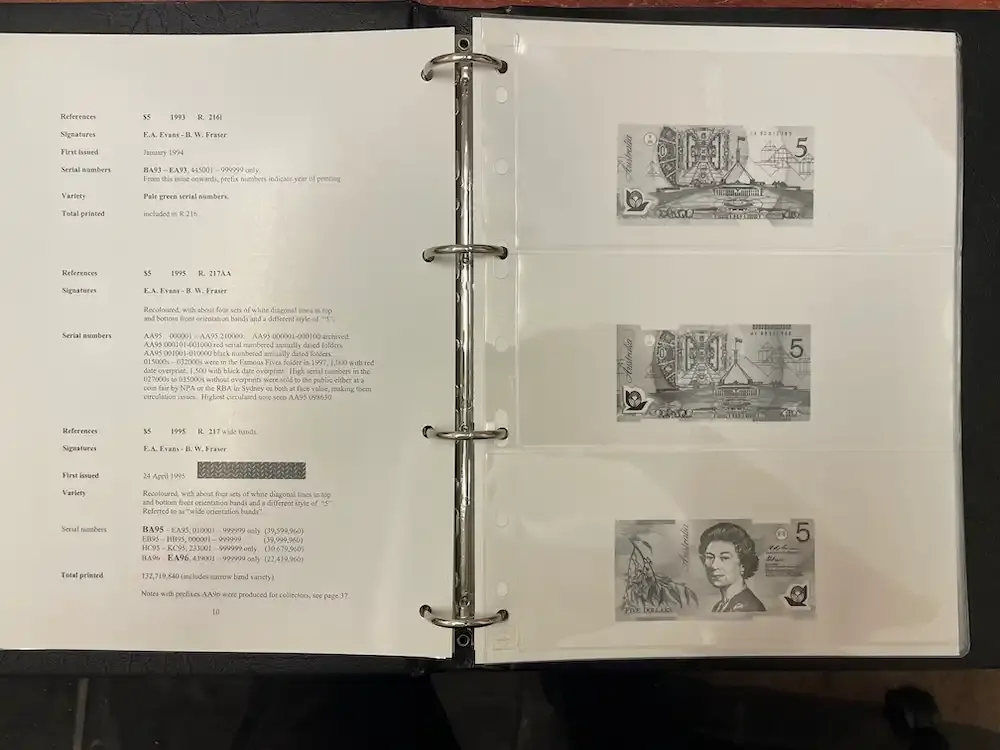 References $5 1993 R. 216i
Signatures E.A. Evans - B. W. Fraser
First issued January 1994
Serial numbers BA93 – EA93, 445001 – 999999 only.
From this issue onwards, prefix numbers indicate year of printing.
Variety Pale green serial numbers.
Total printed included in R.216.
References $5 1995 R. 217AA
Signatures E.A. Evans - B. W. Fraser
Recoloured, with about four sets of white diagonal lines in top
and bottom front orientation bands and a different style of "5".
Serial numbers AA95 000001 – AA95 210000. AA95 000001-000100 archived.
AA95 000101-001000 red serial numbered annually dated folders.
AA95 001001-010000 black numbered annually dated folders.
015000s – 032000s were in the Famous Fives folder in 1997, 1,500 with red
date overprint, 1,500 with black date overprint. High serial numbers in the
027000s to 035000s without overprints were sold to the public either at a
coin fair by NPA or the RBA in Sydney or both at face value, making them
circulation issues. Highest circulated note seen AA95 098650
References $5 1995 R. 217 wide bands.
Signatures E.A. Evans - B. W. Fraser
First issued 24 April 1995
Variety Recoloured, with about four sets of white diagonal lines in top
and bottom front orientation bands and a different style of "5"
Referred to as "wide orientation bands"
Serial numbers BA95 – EA95, 010001 – 999999 only (39,599,960)
EB95 – HB95, 000001 – 999999 (39,999,960)
HC95 – KC95, 233001 – 999999 only (30,679,960)
BA96 – EA96, 439001 – 999999 only (22,439,960)
Total printed 132,719,840 (includes narrow band variety)
Notes with prefixes AA96 were produced for collectors, see page 37
10
Australia
5
Australia
5
Australia
5
FIVE DOLLARS